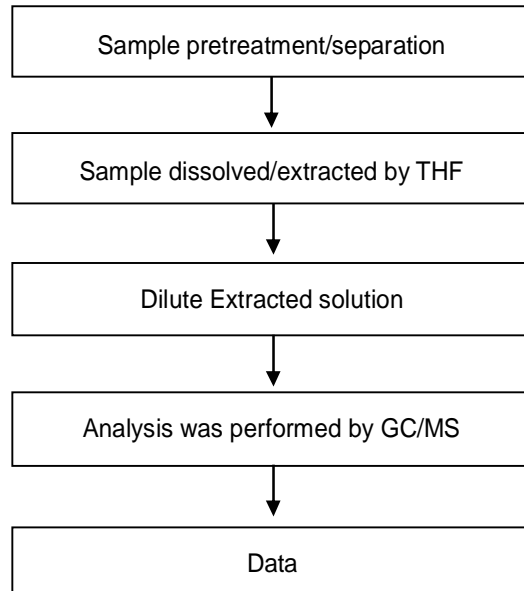 Sample pretreatment/separation
Sample dissolved/extracted by THF
Dilute Extracted solution
Analysis was performed by GC/MS
Data